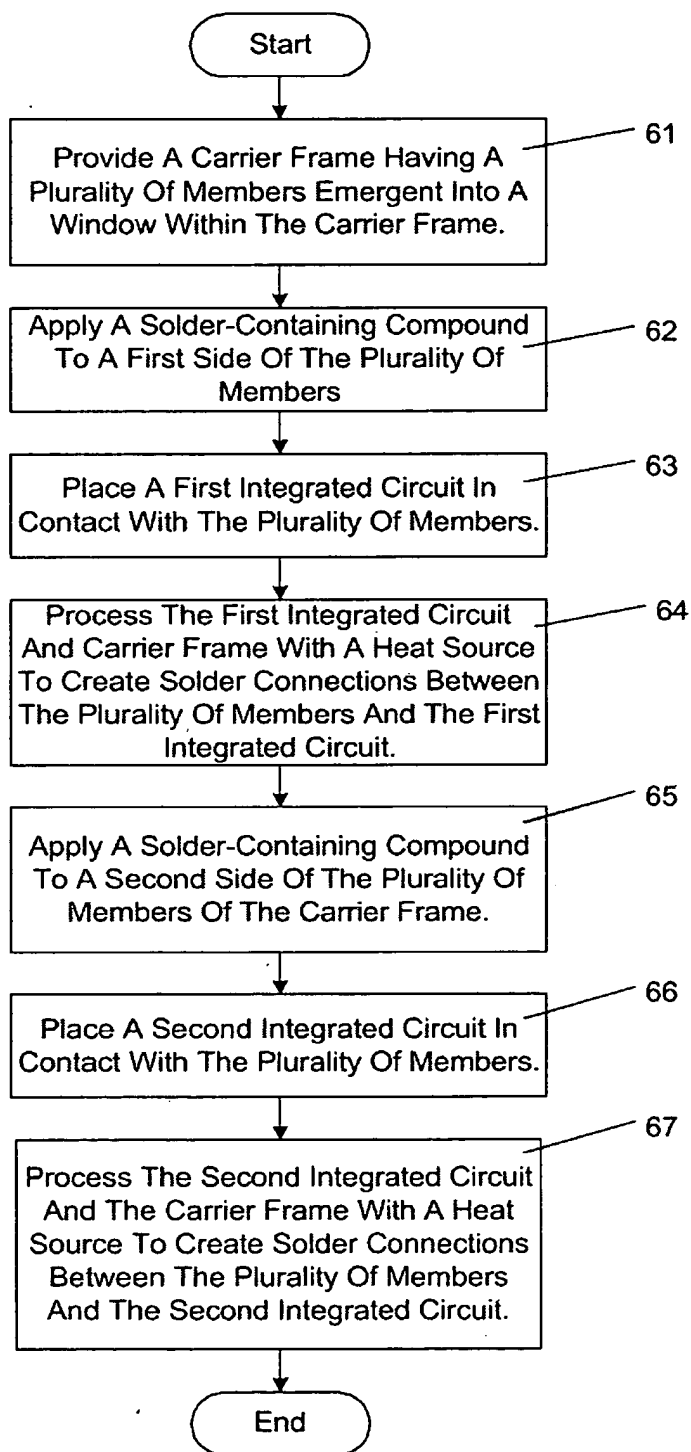 Start
61
Provide A Carrier Frame Having A
Plurality Of Members Emergent Into A
Window Within The Carrier Frame.
62
Apply A Solder-Containing Compound
To A First Side Of The Plurality Of
Members
63
Place A First Integrated Circuit In
Contact With The Plurality Of Members.
64
Process The First Integrated Circuit
And Carrier Frame With A Heat Source
To Create Solder Connections Between
The Plurality Of Members And The First
Integrated Circuit.
65
Apply A Solder-Containing Compound
To A Second Side Of The Plurality Of
Members Of The Carrier Frame.
66
Place A Second Integrated Circuit In
Contact With The Plurality Of Members.
67
Process The Second Integrated Circuit
And The Carrier Frame With A Heat
Source To Create Solder Connections
Between The Plurality Of Members
And The Second Integrated Circuit.
End